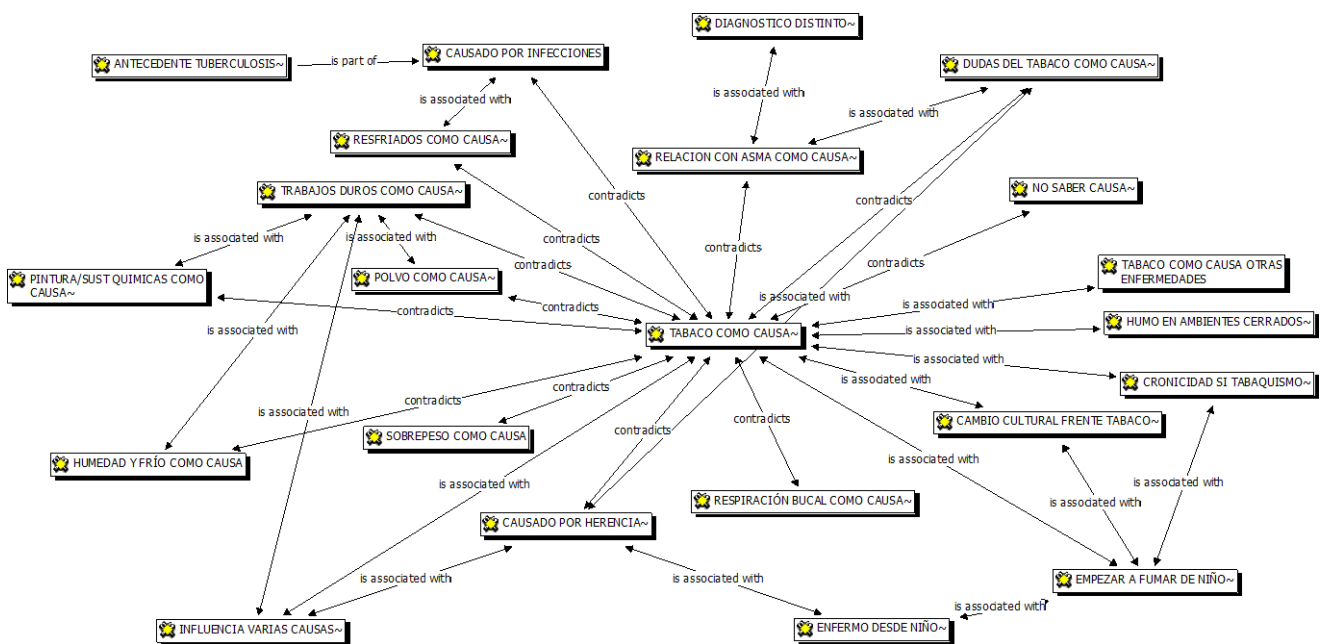 DIAGNOSTICO DISTINTO~
ANTECEDENTE TUBERCULOSIS~
is part of
CAUSADO POR INFECCIONES
DUDAS DEL TABACO COMO CAUSA~
is associated with
is associated with
is associated with
RESFRIADOS COMO CAUSA~
RELACION CON ASMA COMO CAUSA~
TRABAJOS DUROS COMO CAUSA~
NO SABER CAUSA~
contradicts
contradicts
is associated with
is associated with
contradicts
contradicts
contradicts
contradicts
PINTURA/SUST QUIMICAS COMO
CAUSA~
POLVO COMO CAUSA~
TABACO COMO CAUSA OTRAS
ENFERMEDADES
is associated with
is associated with
contradicts
contradicts
is associated with
is associated with
TABACO COMO CAUSA~
HUMO EN AMBIENTES CERRADOS~
is associated with
is associated with
CRONICIDAD SI TABAQUISMO~
contradicts
contradicts
is associated with
CAMBIO CULTURAL FRENTE TABACO~
contradicts
contradicts
SOBREPESO COMO CAUSA
HUMEDAD Y FRÍO COMO CAUSA
is associated with
is associated with
is associated with
is associated with
RESPIRACIÓN BUCAL COMO CAUSA~
CAUSADO POR HERENCIA~
is associated with
is associated with
EMPEZAR A FUMAR DE NIÑO~
is associated with
INFLUENCIA VARIAS CAUSAS~
ENFERMO DESDE NIÑO~